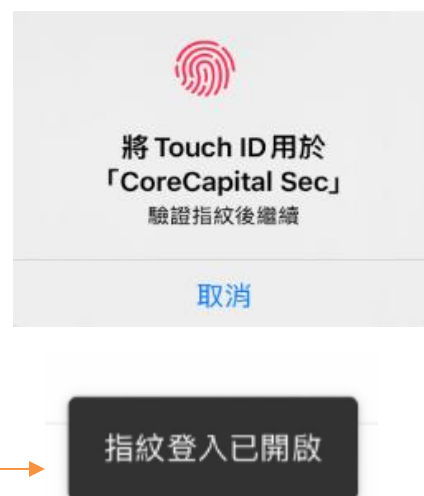 將 Touch ID 用於
「CoreCapital Sec」
驗證指紋後繼續
取消
指紋登入已開啟